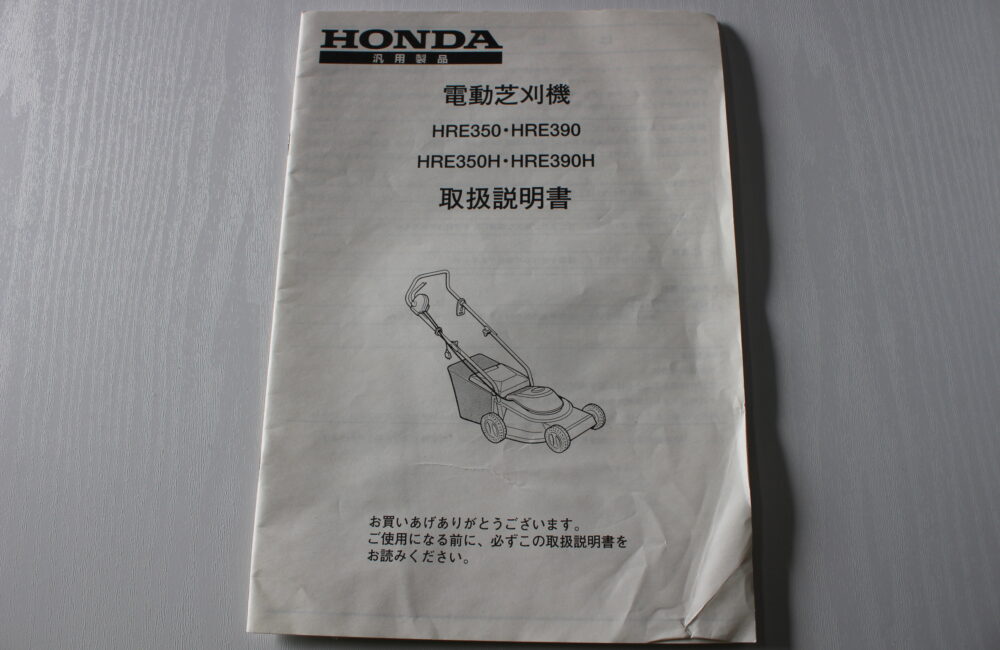 HONDA
汎用製品
電動芝刈機
HRE350・HRE390
HRE350H・HRE390H
取扱説明書
お買いあげありがとうございます。
ご使用になる前に、必ずこの取扱説明書を
お読みください。